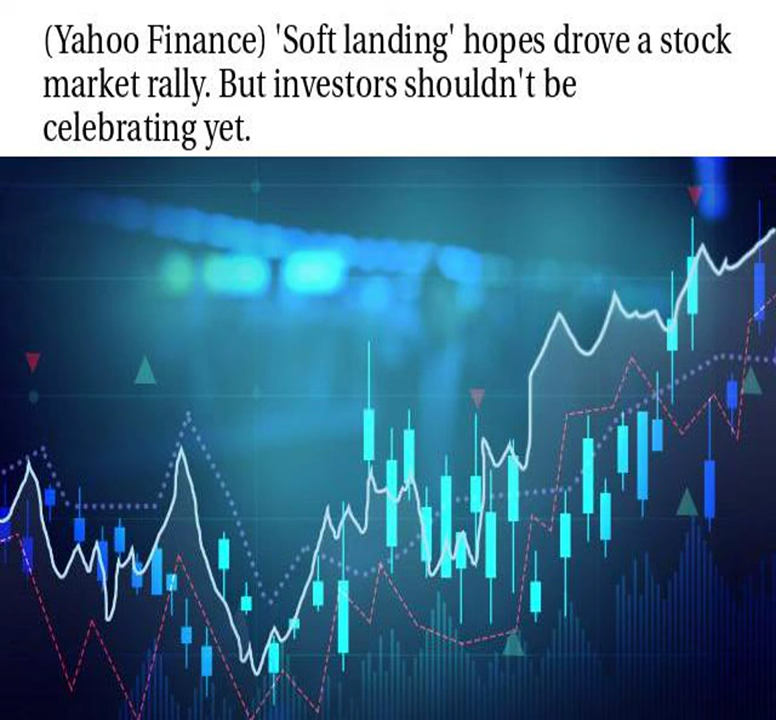 (Yahoo Finance) 'Soft landing' hopes drove a stock
market rally. But investors shouldn't be
celebrating yet.